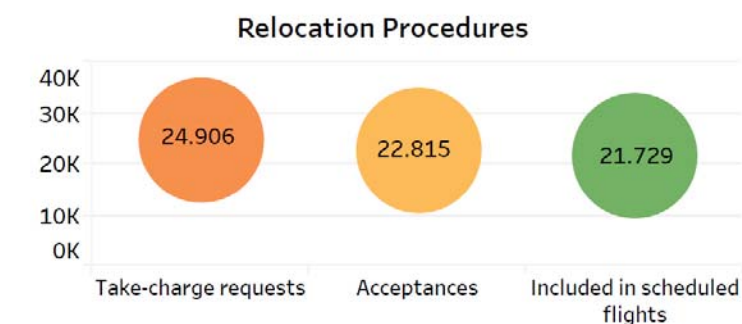 Relocation Procedures
40K
30K
20K
10K
0K
24.906
22.815
21.729
Take-charge requests
Acceptances
Included in scheduled
flights